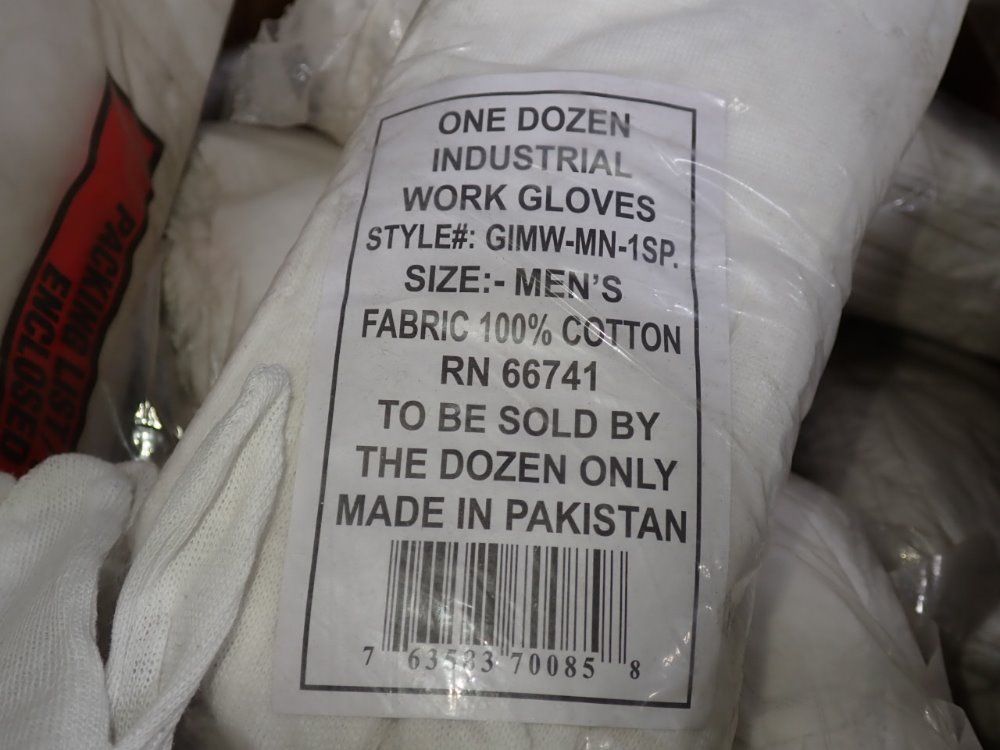 ONE DOZEN
INDUSTRIAL
WORK GLOVES
STYLE#: GIMW-MN-1SP.
SIZE:- MEN'S
FABRIC 100% COTTON
RN 66741
TO BE SOLD BY
THE DOZEN ONLY
MADE IN PAKISTAN
7 63583 70085 8
PACKING LIST/
ENCLOSED